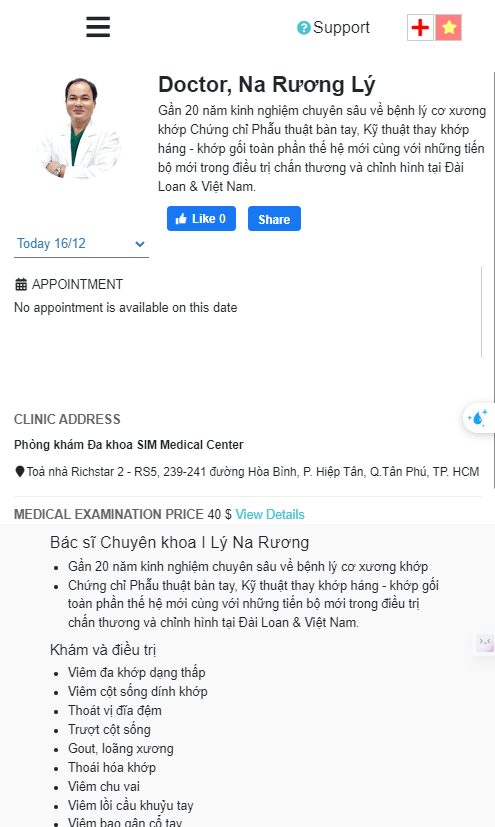 Support
Doctor, Na Rương Lý
Gần 20 năm kinh nghiệm chuyên sâu về bệnh lý cơ xương
khớp Chứng chỉ Phẫu thuật bàn tay, Kỹ thuật thay khớp
háng - khớp gối toàn phần thế hệ mới cùng với những tiến
bộ mới trong điều trị chấn thương và chỉnh hình tại Đài
Loan & Việt Nam.
Like 0
Share
Today 16/12
APPOINTMENT
No appointment is available on this date
CLINIC ADDRESS
Phòng khám Đa khoa SIM Medical Center
Toà nhà Richstar 2 - RS5, 239-241 đường Hòa Bình, P. Hiệp Tân, Q.Tân Phú, TP. HCM
MEDICAL EXAMINATION PRICE 40 $ View Details
Bác sĩ Chuyên khoa I Lý Na Rương
Gần 20 năm kinh nghiệm chuyên sâu về bệnh lý cơ xương khớp
Chứng chỉ Phẫu thuật bàn tay, Kỹ thuật thay khớp háng - khớp gối
toàn phần thế hệ mới cùng với những tiến bộ mới trong điều trị
chấn thương và chỉnh hình tại Đài Loan & Việt Nam.
Khám và điều trị
Viêm đa khớp dạng thấp
Viêm cột sống dính khớp
Thoát vị đĩa đệm
Trượt cột sống
Gout, loãng xương
Thoái hóa khớp
Viêm chu vai
Viêm lồi cầu khuỷu tay
Viêm bao gân cổ tay